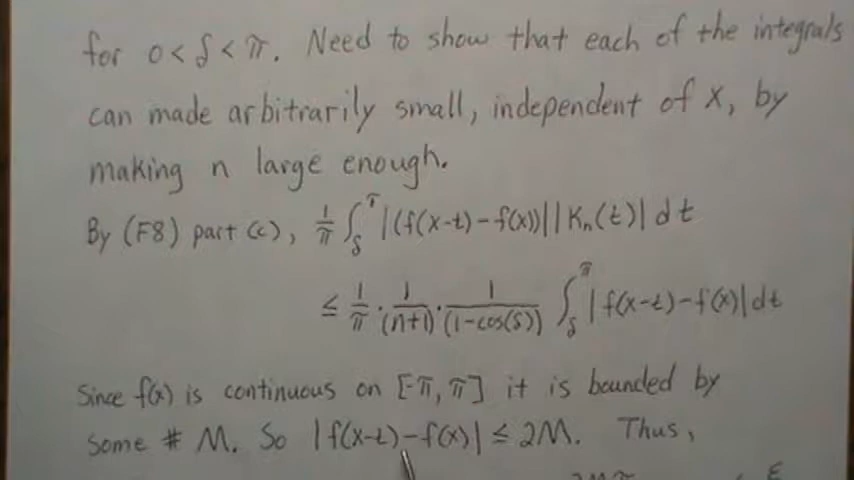 for 0 < δ < π. Need to show that each of the integrals
can made arbitrarily small, independent of x, by
making n large enough.
By (F8) part (c), 1/π ∫_δ^π |(f(x-t) - f(x))| |K_n(t)| dt
≤ 1/π · 1/(n+1) · 1/(1-cos(δ)) ∫_δ^π |f(x-t) - f(x)| dt
Since f(x) is continuous on [-π, π] it is bounded by
some # M. So |f(x-t) - f(x)| ≤ 2M. Thus,